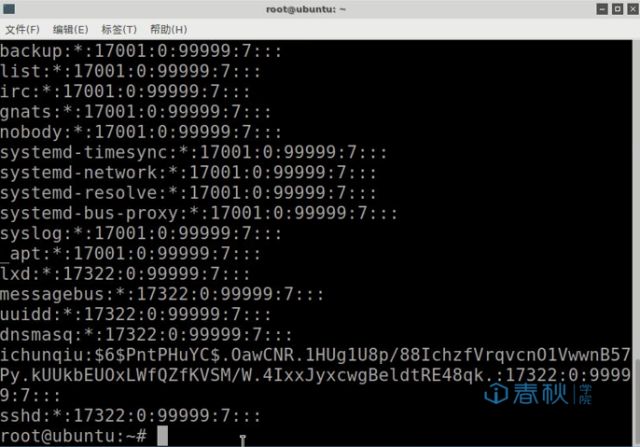 root@ubuntu: ~
文件(F) 编辑(E) 标签(T) 帮助(H)
backup:*:17001:0:99999:7:::
list:*:17001:0:99999:7:::
irc:*:17001:0:99999:7:::
gnats:*:17001:0:99999:7:::
nobody:*:17001:0:99999:7:::
systemd-timesync:*:17001:0:99999:7:::
systemd-network:*:17001:0:99999:7:::
systemd-resolve:*:17001:0:99999:7:::
systemd-bus-proxy:*:17001:0:99999:7:::
syslog:*:17001:0:99999:7:::
_apt:*:17001:0:99999:7:::
lxd:*:17322:0:99999:7:::
messagebus:*:17322:0:99999:7:::
uuidd:*:17322:0:99999:7:::
dnsmasq:*:17322:0:99999:7:::
ichunqiu:$6$PntPHuYC$.OawCNR.1HUg1U8p/88IchzfVrqvcnO1VwwnB57
Py.kUUkbEUOxLWfQZfKVSM/W.4IxxJyxcwgBeldtRE48qk.:17322:0:9999
9:7:::
sshd:*:17322:0:99999:7:::
root@ubuntu:~#
春秋学院